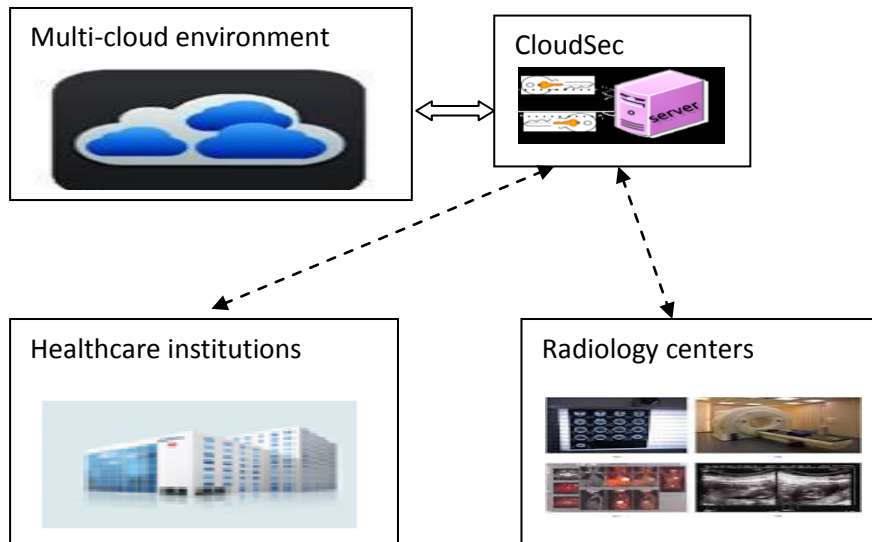 Multi-cloud environment
CloudSec
server
Healthcare institutions
Radiology centers